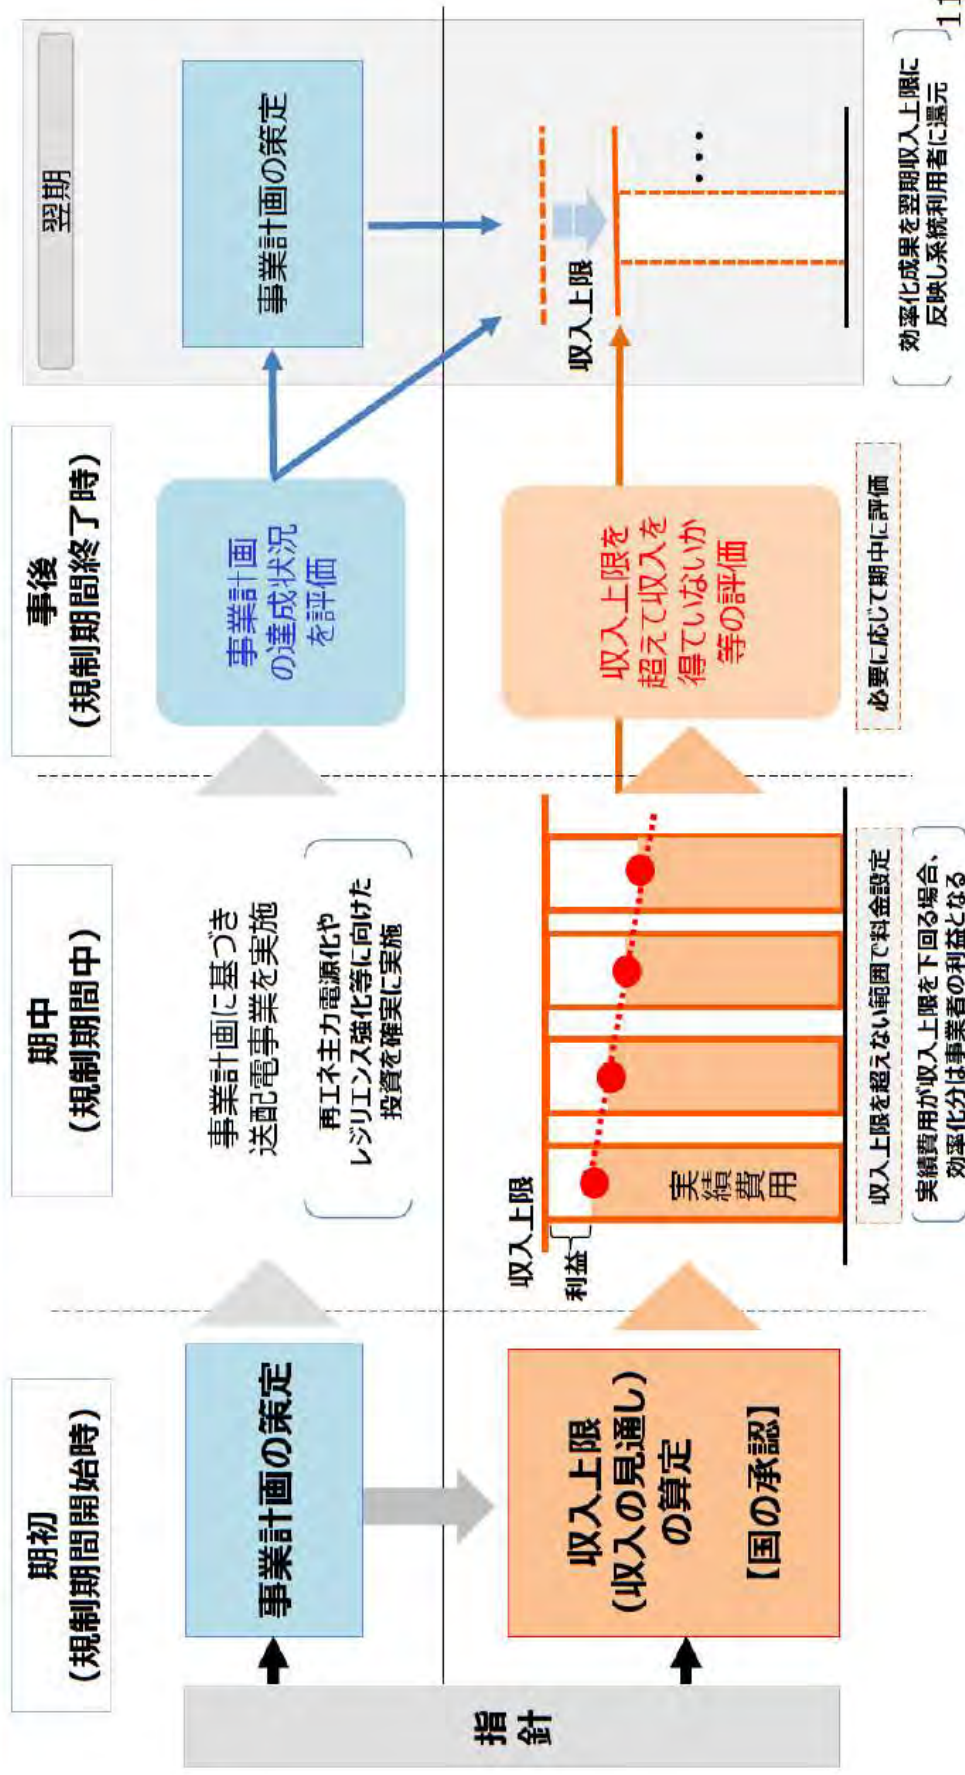 期初
(規制期間開始時)
期中
(規制期間中)
事後
(規制期間終了時)
翌期
指
針
事業計画の策定
事業計画に基づき
送配電事業を実施
再エネ主力電源化や
レジリエンス強化等に向けた
投資を確実に実施
事業計画
の達成状況
を評価
事業計画の策定
収入上限
(収入の見通し)
の算定
【国の承認】
収入上限
利益
実
績
費
用
収入上限を
超えて収入を
得ていないか
等の評価
収入上限
・・・
収入上限を超えない範囲で料金設定
実績費用が収入上限を下回る場合、
効率化分は事業者の利益となる
必要に応じて期中に評価
効率化成果を翌期収入上限に
反映し系統利用者に還元
11